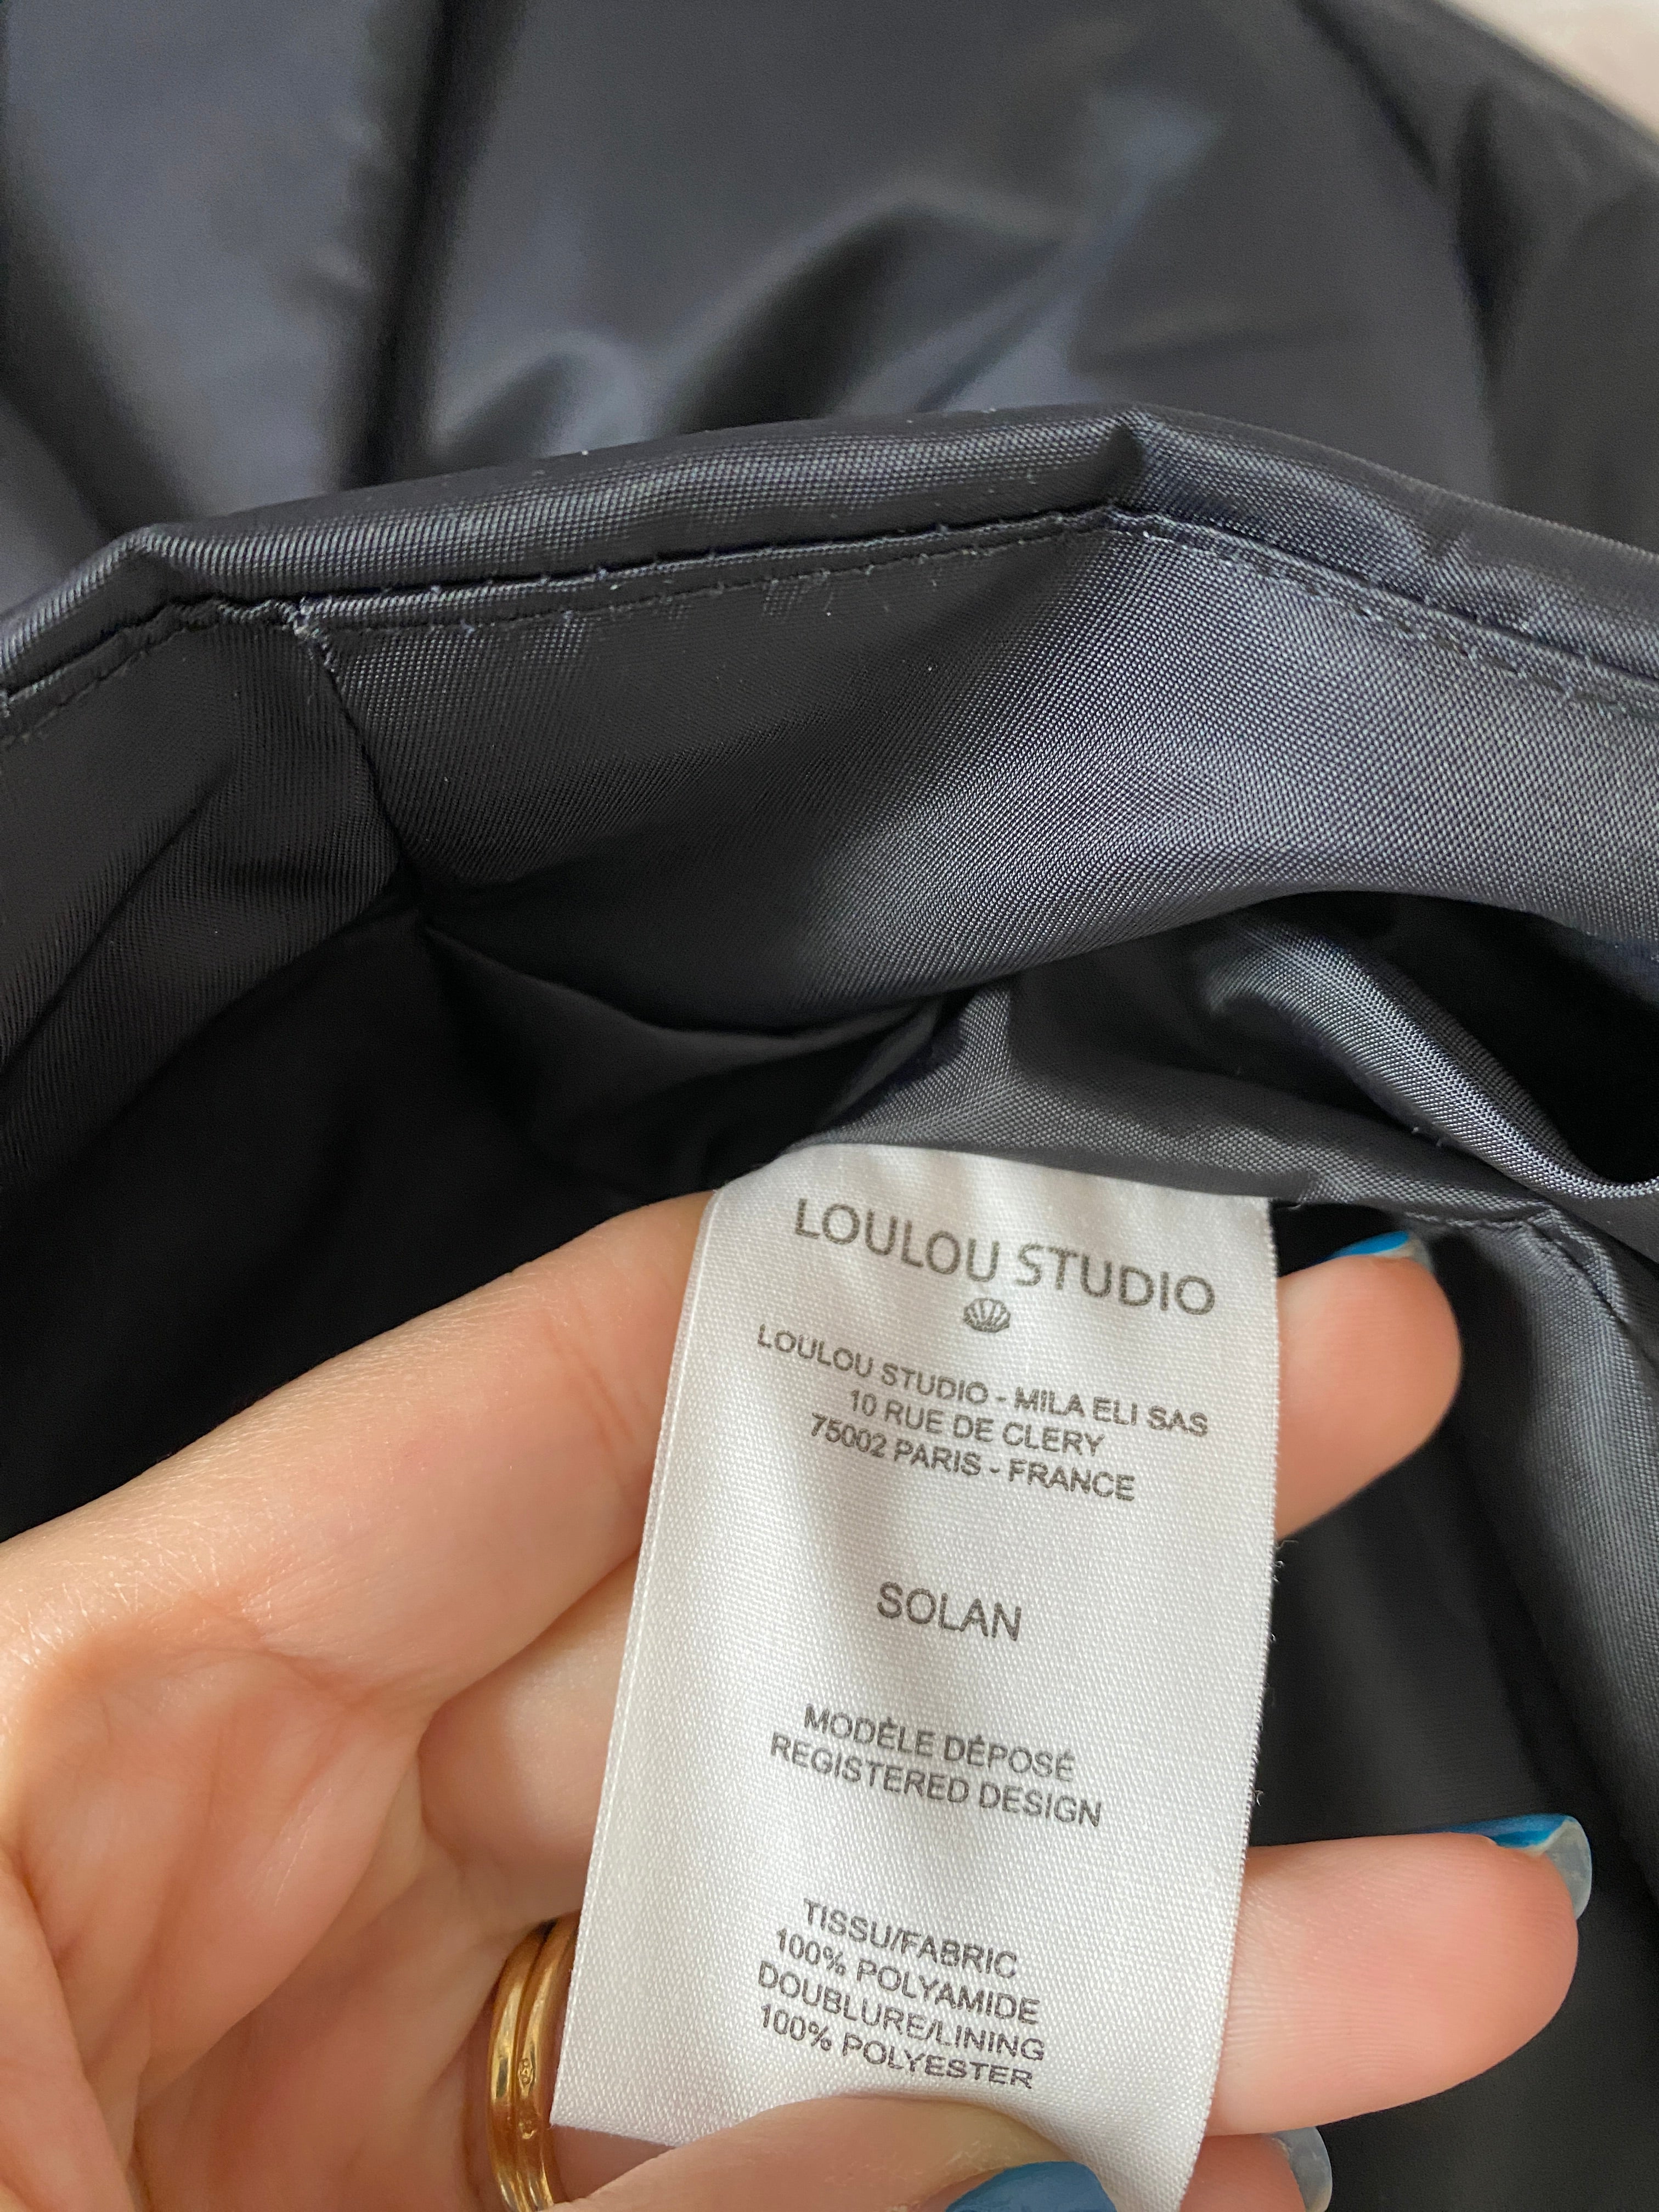 LOULOU STUDIO
LOULOU STUDIO - MILA ELI SAS
10 RUE DE CLERY
75002 PARIS - FRANCE
SOLAN
MODÈLE DÉPOSÉ
REGISTERED DESIGN
TISSU/FABRIC
100% POLYAMIDE
DOUBLURE/LINING
100% POLYESTER